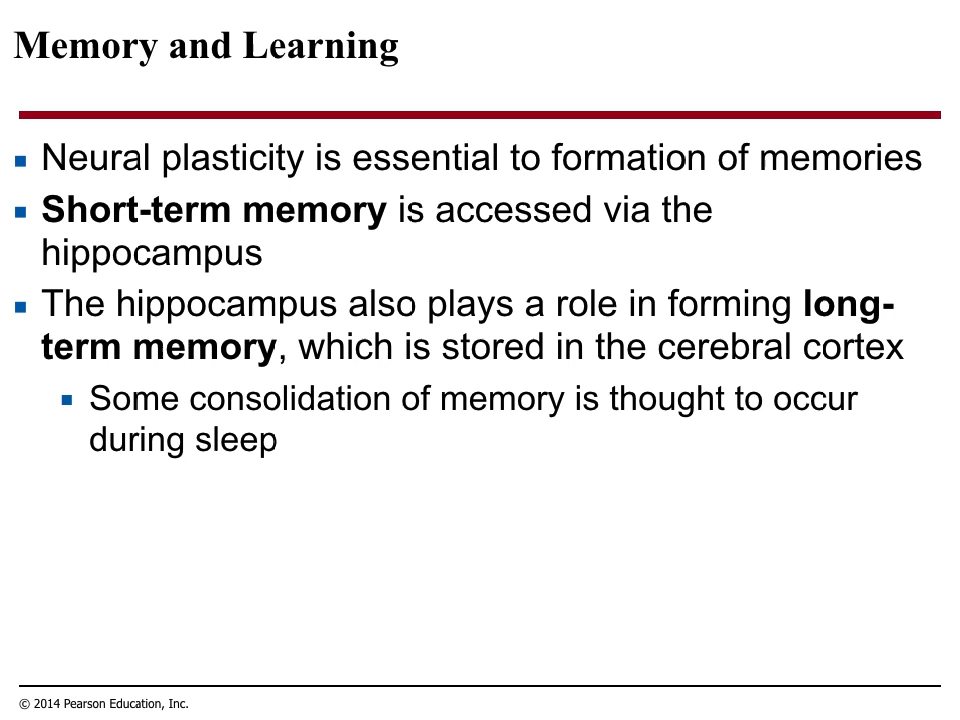 Memory and Learning
Neural plasticity is essential to formation of memories
Short-term memory is accessed via the
hippocampus
The hippocampus also plays a role in forming long-
term memory, which is stored in the cerebral cortex
Some consolidation of memory is thought to occur
during sleep
© 2014 Pearson Education, Inc.